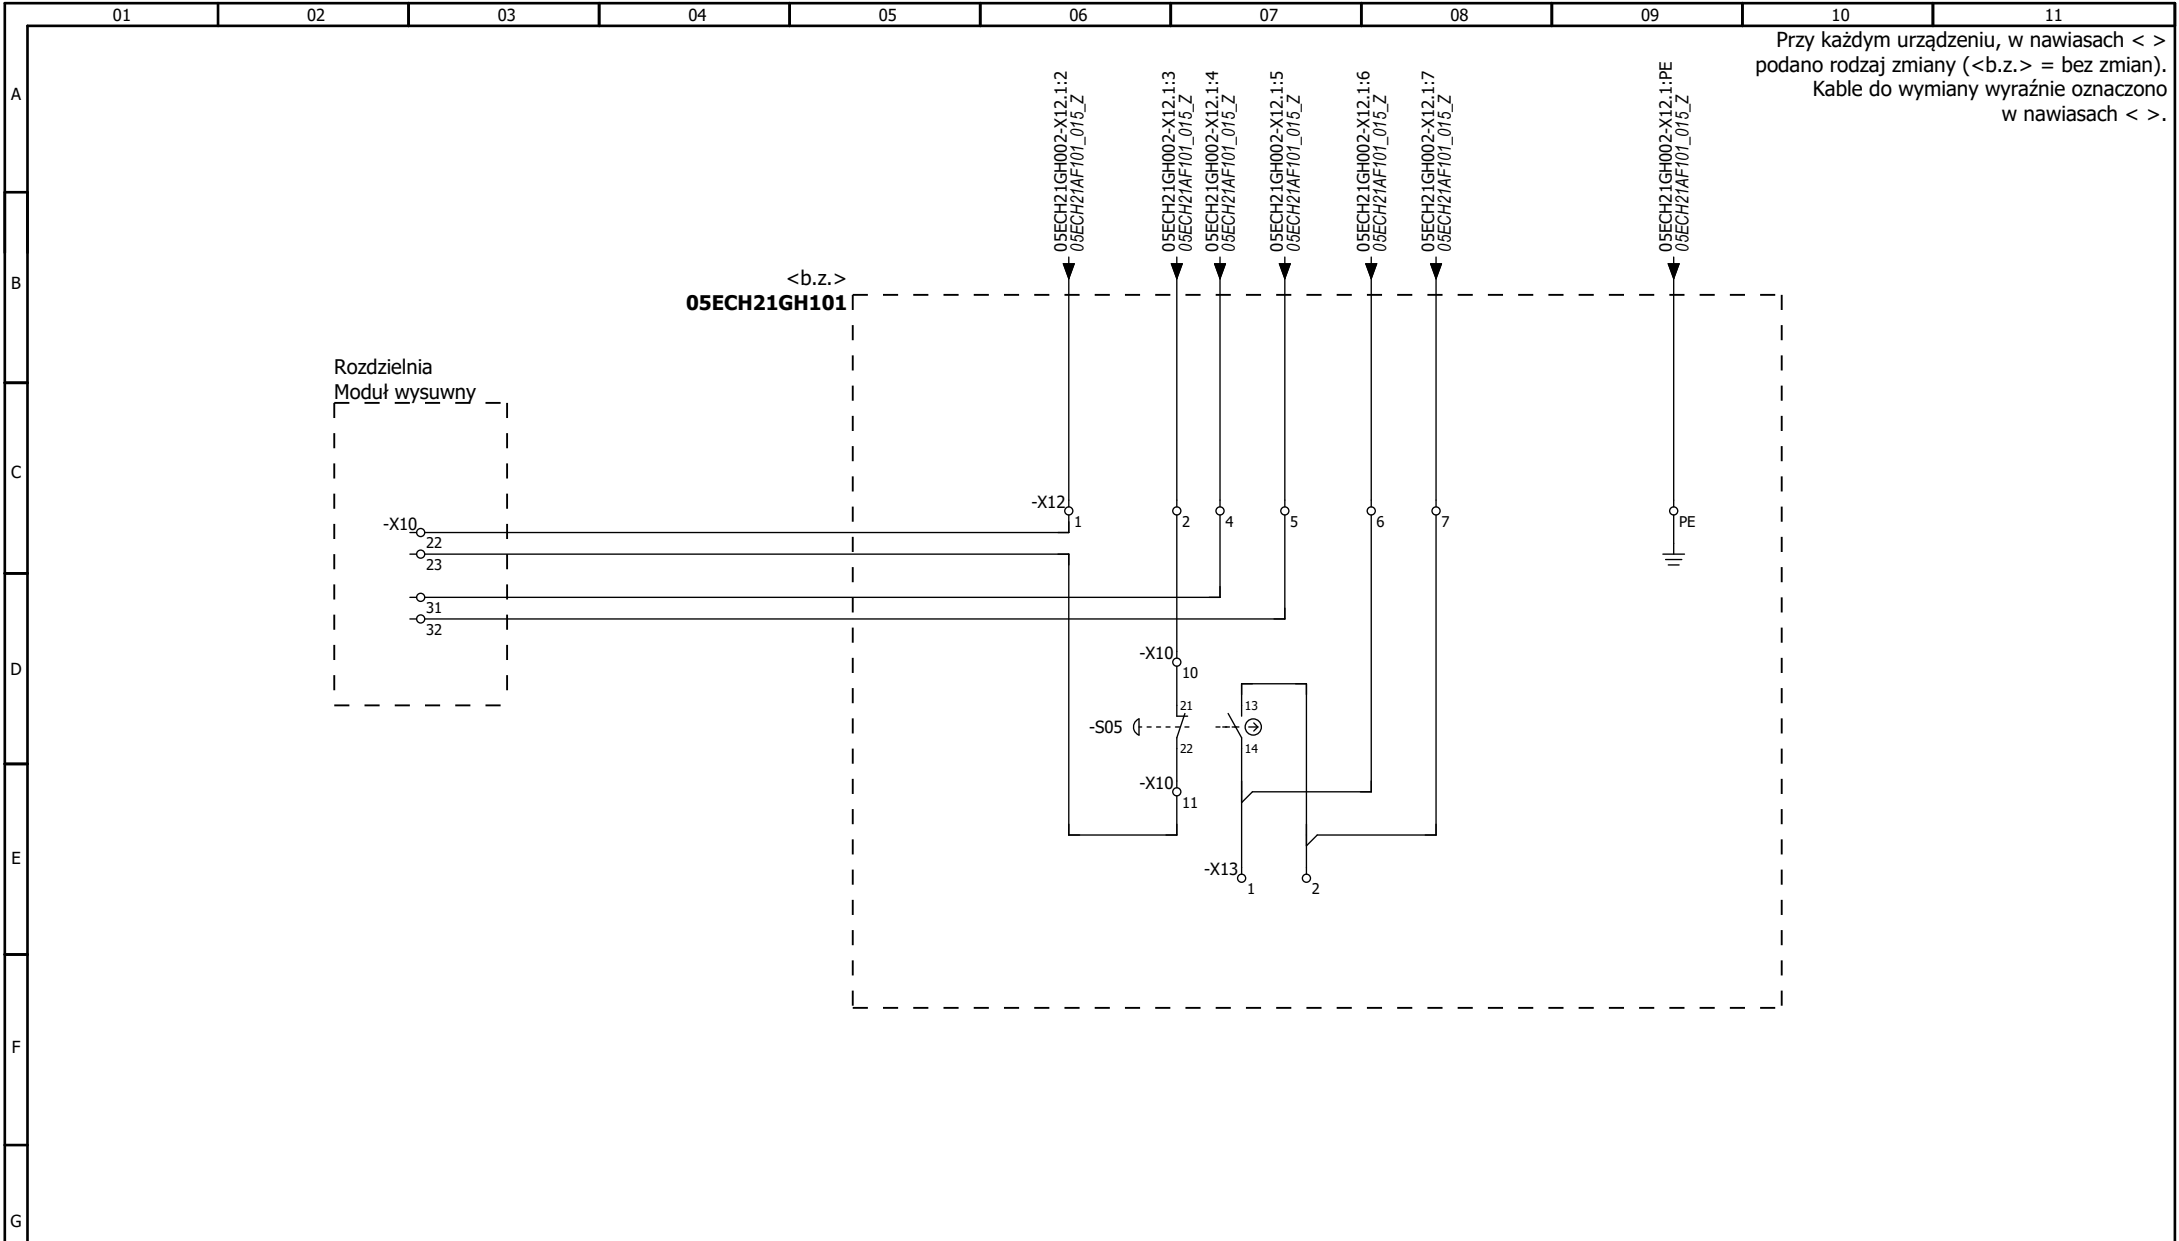 01 02 03 04 05 06 07 08 09 10 11
Przy każdym urządzeniu, w nawiasach < >
podano rodzaj zmiany (<b.z.> = bez zmian).
Kable do wymiany wyraźnie oznaczono
w nawiasach < >.
A
B
C
D
E
F
G
05ECH21GH002-X12.1:2
05ECH21AF101_015_Z
05ECH21GH002-X12.1:3
05ECH21AF101_015_Z
05ECH21GH002-X12.1:4
05ECH21AF101_015_Z
05ECH21GH002-X12.1:5
05ECH21AF101_015_Z
05ECH21GH002-X12.1:6
05ECH21AF101_015_Z
05ECH21GH002-X12.1:7
05ECH21AF101_015_Z
05ECH21GH002-X12.1:PE
05ECH21AF101_015_Z
<b.z.>
05ECH21GH101
Rozdzielnia
Moduł wysuwny
-X10
22
23
31
32
-X12
1
2
4
5
6
7
PE
-X10
10
21
-S05
22
13
14
-X10
11
-X13
1
2